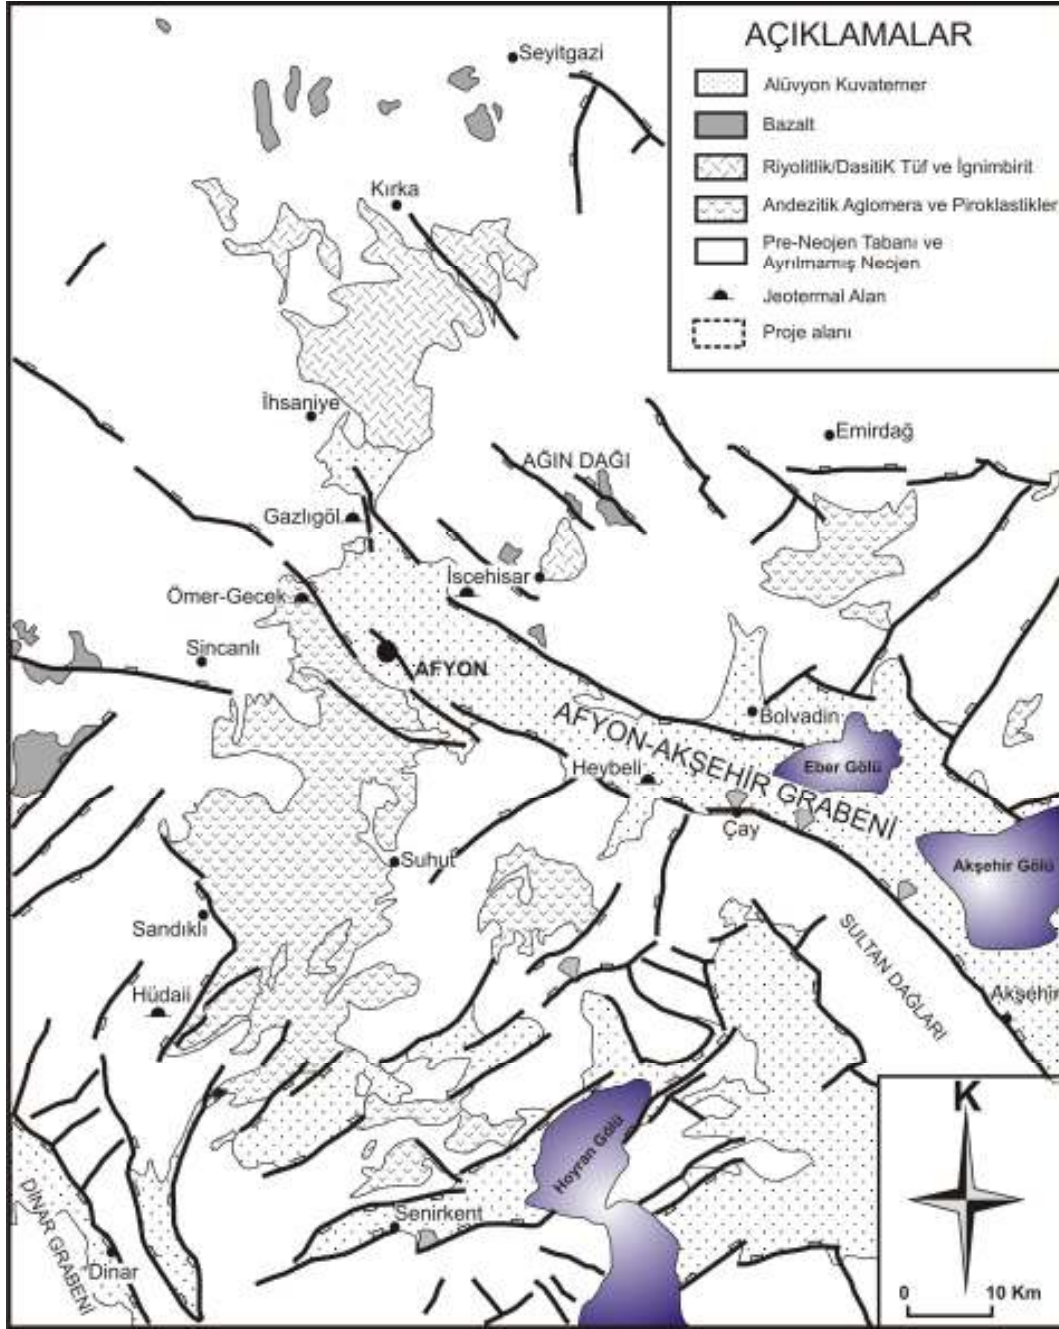 AÇIKLAMALAR
Alüvyon Kuvaterner
Bazalt
Riyolitlik/DasitiK Tüf ve İgnimbirit
Andezitik Aglomera ve Piroklastikler
Pre-Neojen Tabanı ve
Ayrılmamış Neojen
Jeotermal Alan
Proje alanı
Seyitgazi
Kırka
İhsaniye
Emirdağ
AĞIN DAĞI
Gazlıgöl
İscehisar
Ömer-Gecek
Sincanlı
AFYON
Bolvadin
AFYON-AKŞEHİR GRABENİ
Heybeli
Eber Gölü
Çay
Suhut
Akşehir Gölü
Sandıklı
SULTAN DAĞLARI
Hüdaii
Akşehir
Hoyran Gölü
Senirkent
DİNAR GRABENİ
Dinar
K
0 10 Km